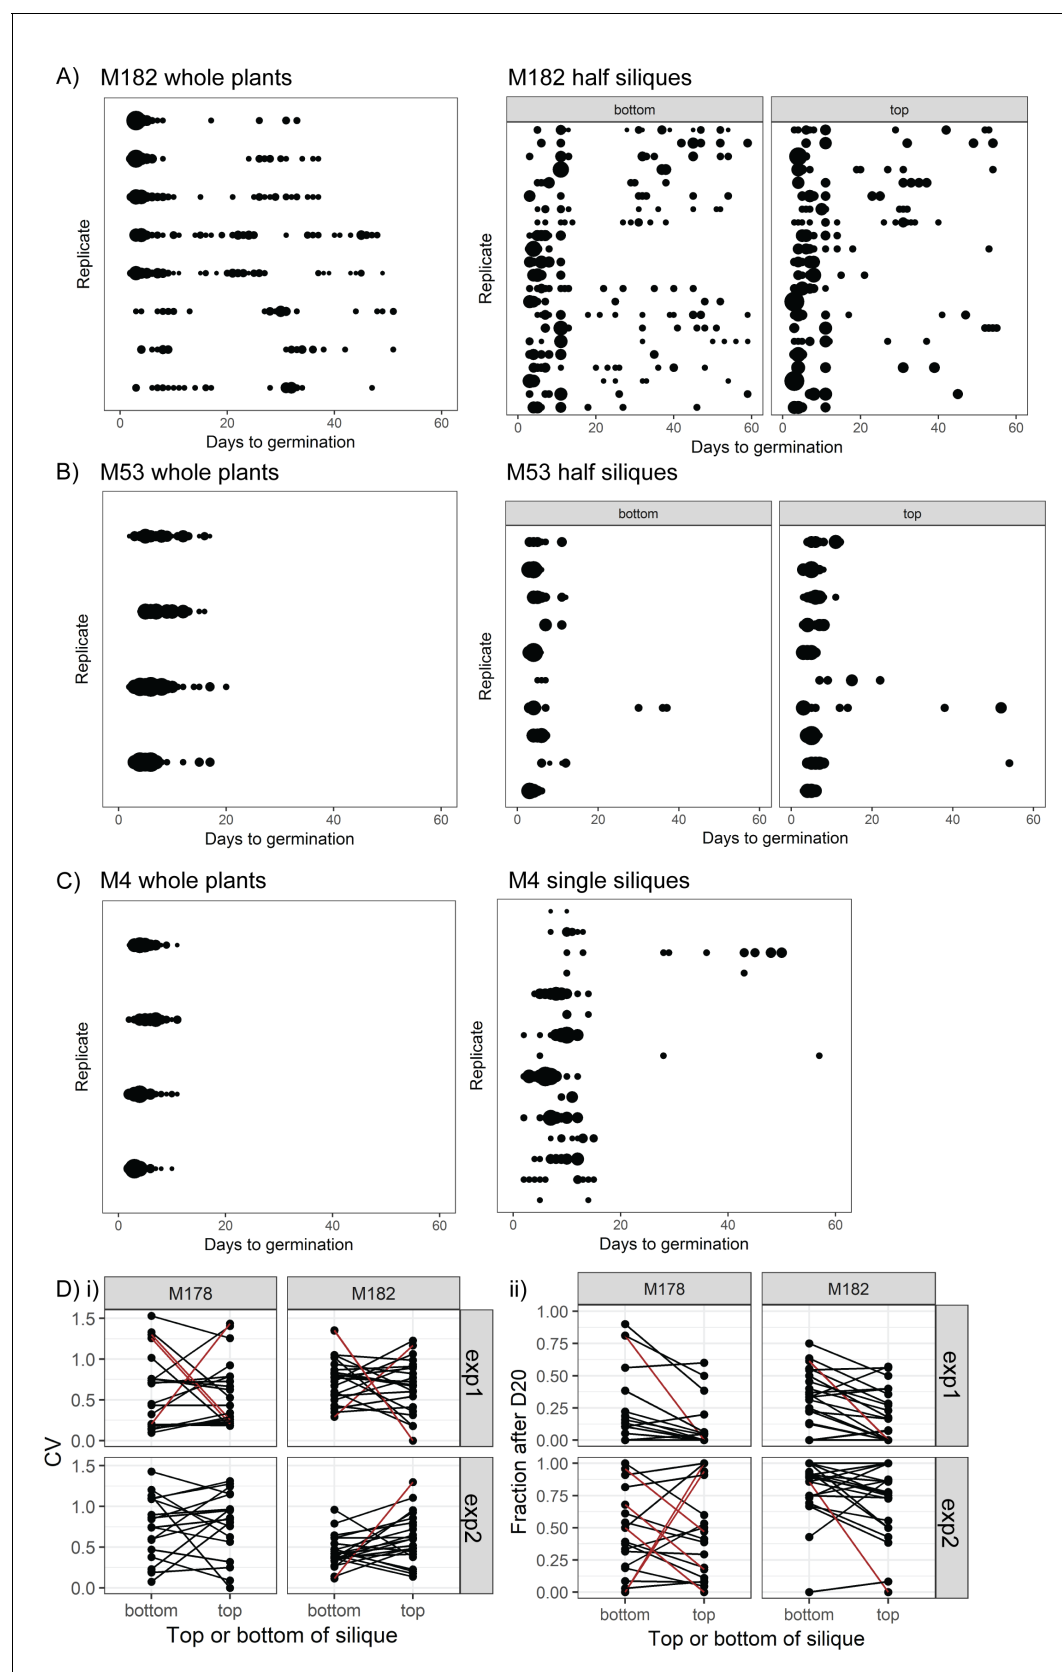 A) M182 whole plants
M182 half siliques
bottom
top
Replicate
Replicate
0 20 40 60
Days to germination
0 20 40 60
0 20 40 60
Days to germination
B) M53 whole plants
M53 half siliques
bottom
top
Replicate
Replicate
0 20 40 60
Days to germination
0 20 40 60
0 20 40 60
Days to germination
C) M4 whole plants
M4 single siliques
Replicate
Replicate
0 20 40 60
Days to germination
0 20 40 60
Days to germination
D) i)
M178
M182
1.5
1.0
0.5
0.0
exp1
CV
1.5
1.0
0.5
0.0
exp2
bottom top
bottom top
Top or bottom of silique
ii)
M178
M182
1.00
0.75
0.50
0.25
0.00
exp1
Fraction after D20
1.00
0.75
0.50
0.25
0.00
exp2
bottom top
bottom top
Top or bottom of silique